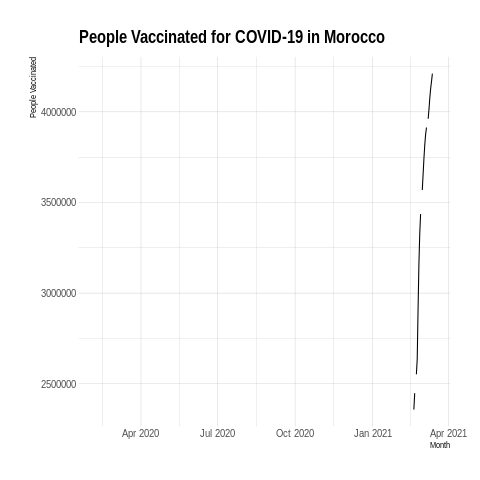 People Vaccinated for COVID-19 in Morocco
People Vaccinated
4000000
3500000
3000000
2500000
Apr 2020 Jul 2020 Oct 2020 Jan 2021 Apr 2021
Month